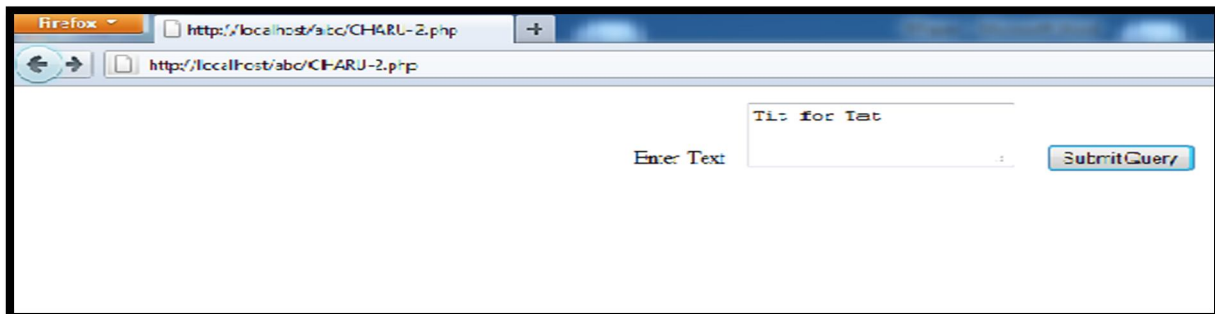 Firefox
http://localhost/abc/CHARU-2.php
+
http://localhost/abc/CHARU-2.php
Tit for Tat
Enter Text
Submit Query